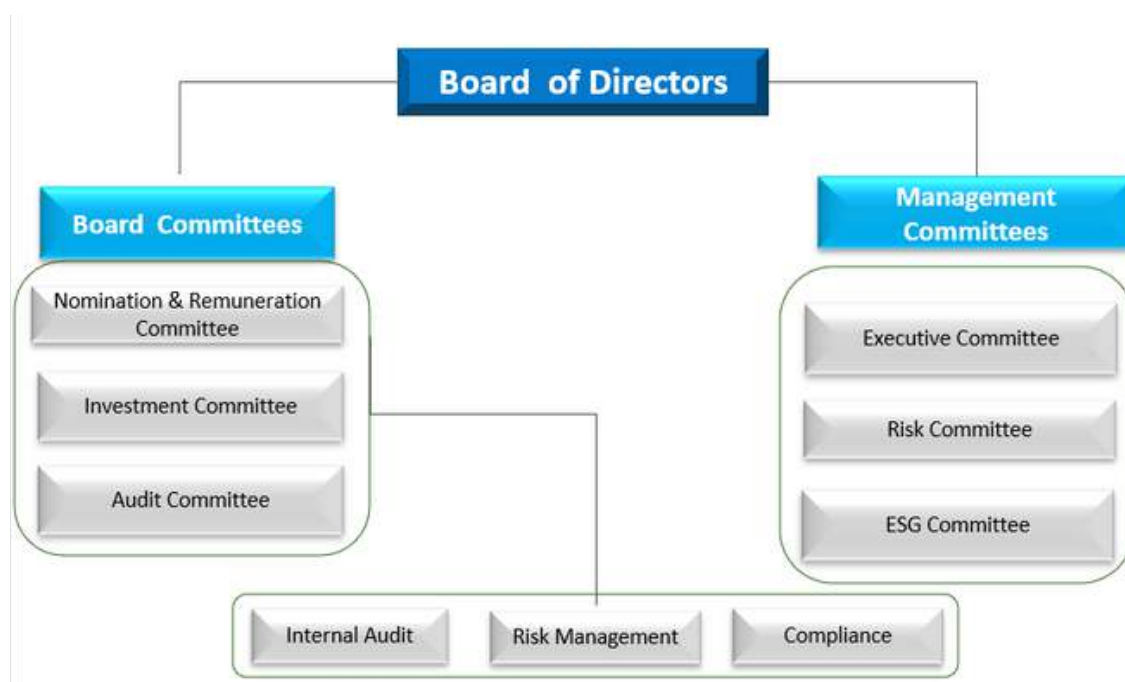 Board of Directors
Board Committees
Nomination & Remuneration
Committee
Investment Committee
Audit Committee
Management
Committees
Executive Committee
Risk Committee
ESG Committee
Internal Audit
Risk Management
Compliance